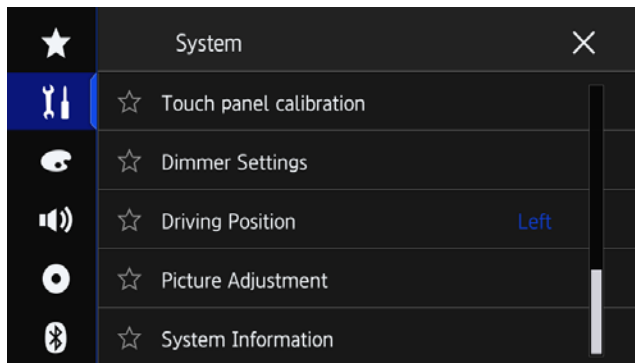 System
Touch panel calibration
Dimmer Settings
Driving Position Left
Picture Adjustment
System Information